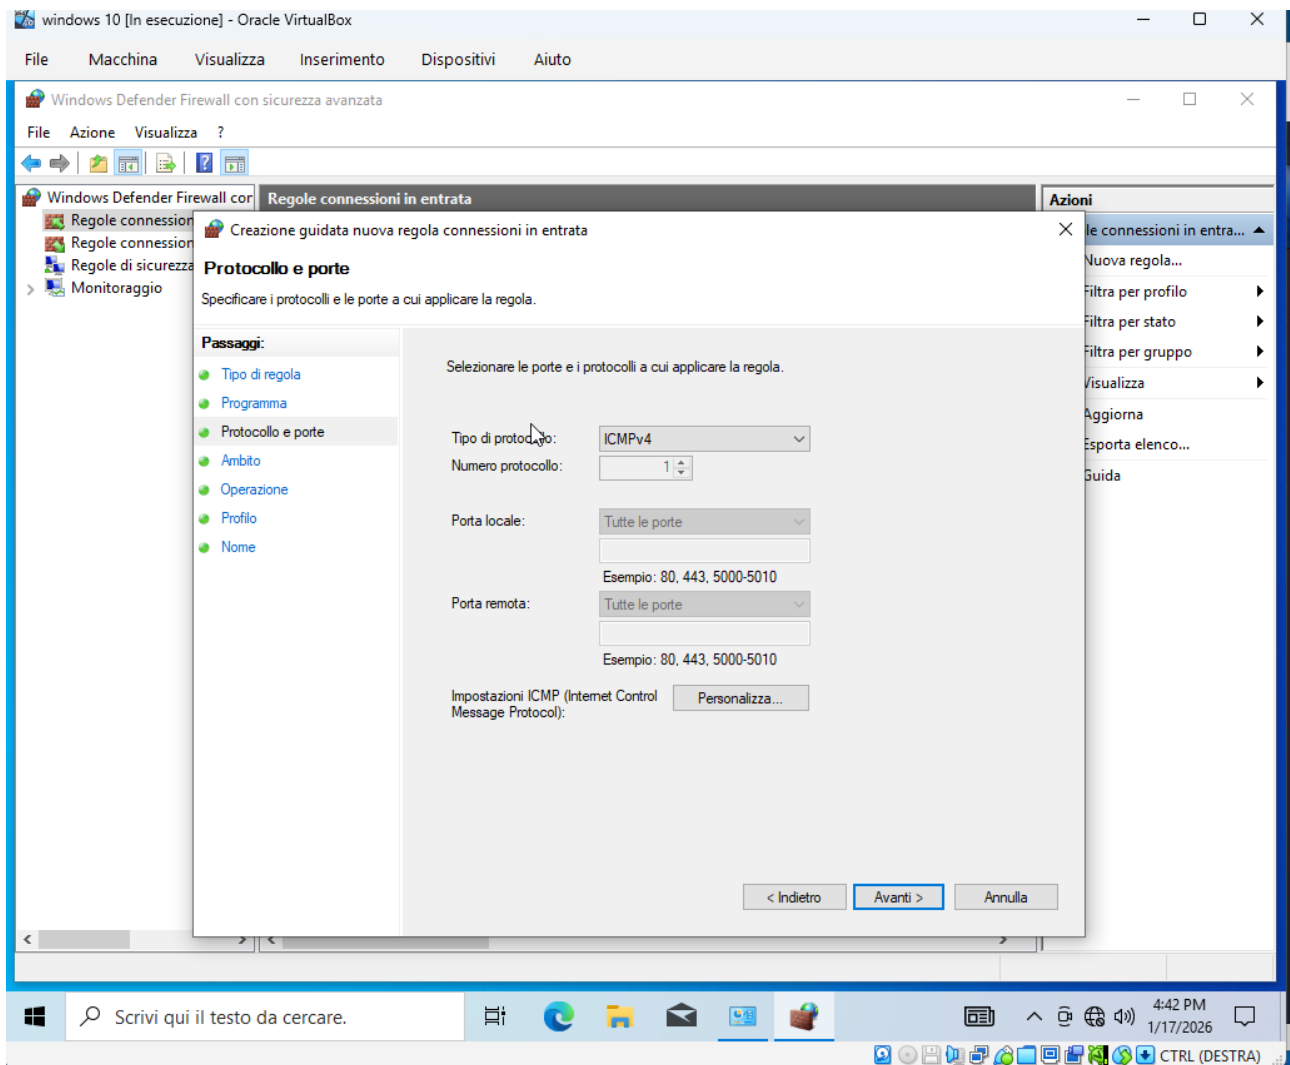 windows 10 [In esecuzione] - Oracle VirtualBox
File Macchina Visualizza Inserimento Dispositivi Aiuto
Windows Defender Firewall con sicurezza avanzata
File Azione Visualizza ?
Windows Defender Firewall con
Regole connession
Regole connession
Regole di sicurezza
Monitoraggio
Regole connessioni in entrata
Azioni
le connessioni in entra...
Nuova regola...
Filtra per profilo
Filtra per stato
Filtra per gruppo
Visualizza
Aggiorna
Esporta elenco...
Guida
Creazione guidata nuova regola connessioni in entrata
Protocollo e porte
Specificare i protocolli e le porte a cui applicare la regola.
Passaggi:
Tipo di regola
Programma
Protocollo e porte
Ambito
Operazione
Profilo
Nome
Selezionare le porte e i protocolli a cui applicare la regola.
Tipo di protocollo: ICMPv4
Numero protocollo: 1
Porta locale: Tutte le porte
Esempio: 80, 443, 5000-5010
Porta remota: Tutte le porte
Esempio: 80, 443, 5000-5010
Impostazioni ICMP (Internet Control
Message Protocol):
Personalizza...
< Indietro Avanti > Annulla
Scrivi qui il testo da cercare.
4:42 PM
1/17/2026
CTRL (DESTRA)